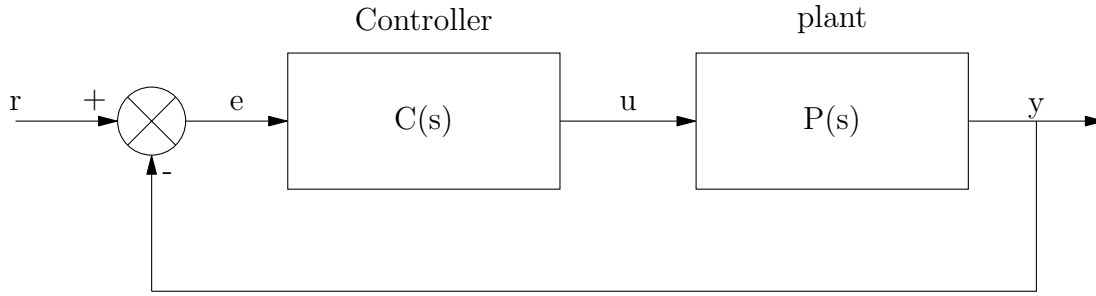 Controller
plant
r
+
e
C(s)
u
P(s)
y
-